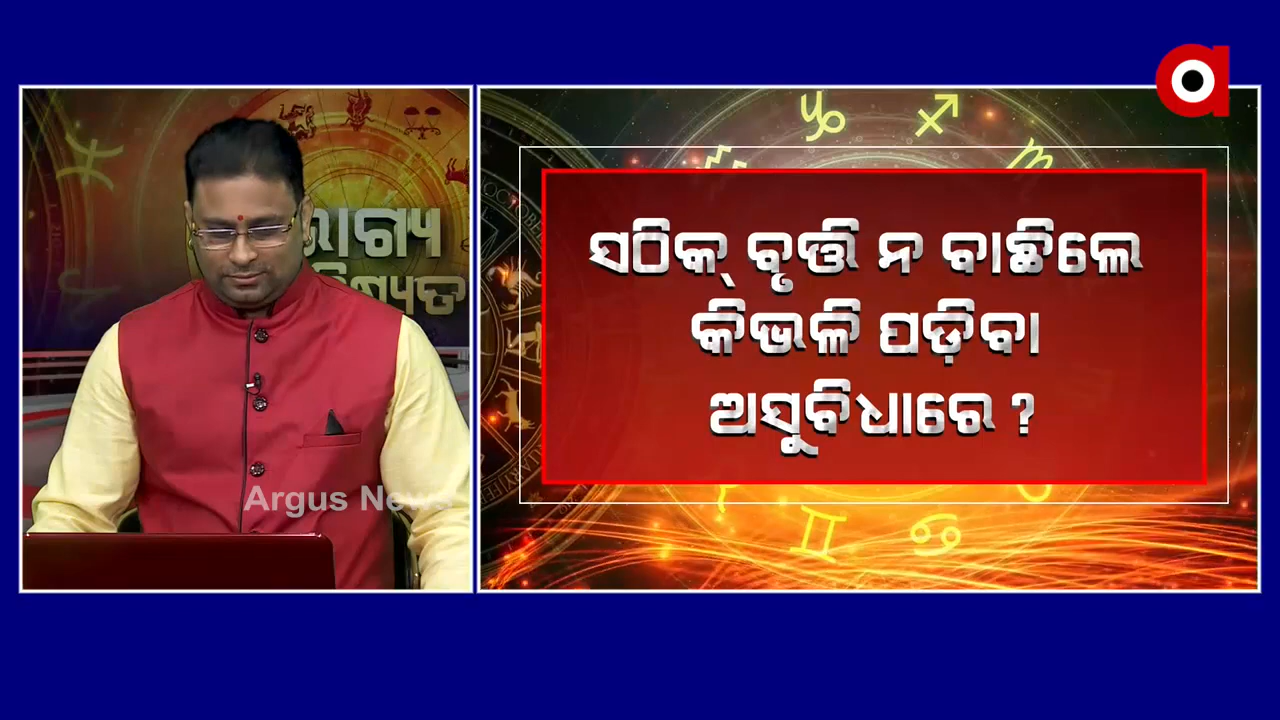 ଭାଗ୍ୟ
ସଠିକ୍ ବୃତ୍ତି ନ ବାଛିଲେ
କିଭଳି ପଡ଼ିବା
ଅସୁବିଧାରେ ?
Argus News